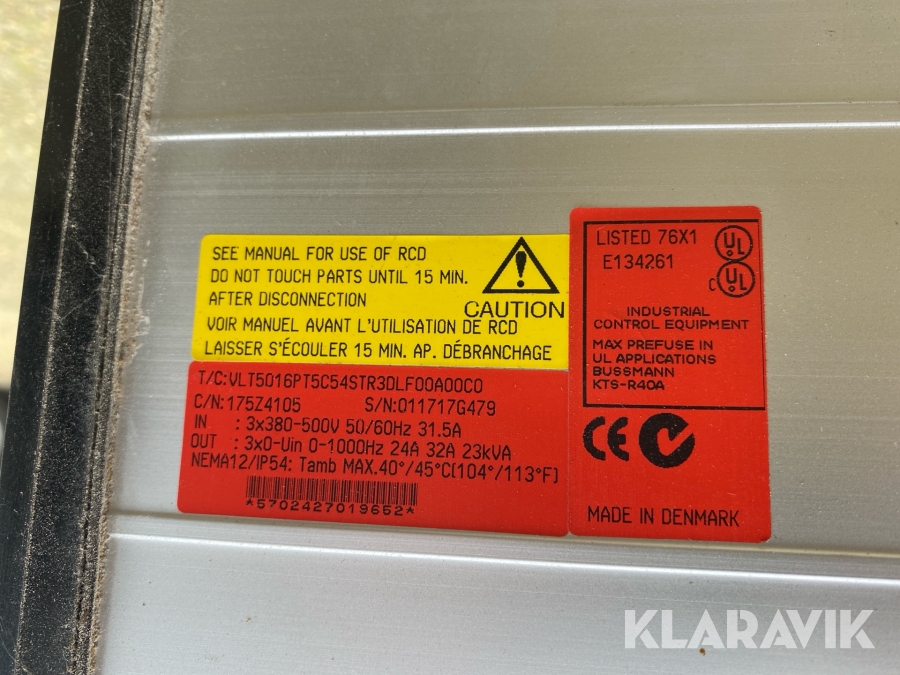 SEE MANUAL FOR USE OF RCD
DO NOT TOUCH PARTS UNTIL 15 MIN.
AFTER DISCONNECTION
CAUTION
VOIR MANUEL AVANT L'UTILISATION DE RCD
LAISSER S'ÉCOULER 15 MIN. AP. DÉBRANCHAGE
T/C:VLT5016PT5C54STR3DLF00A00C0
C/N:175Z4105 S/N:011717G479
IN : 3x380-500V 50/60Hz 31.5A
OUT : 3x0-Uin 0-1000Hz 24A 32A 23kVA
NEMA12/IP54: Tamb MAX.40°/45°C(104°/113°F)
*5702427019652*
LISTED 76X1
E134261
UL
C UL
INDUSTRIAL
CONTROL EQUIPMENT
MAX PREFUSE IN
UL APPLICATIONS
BUSSMANN
KTS-R40A
CE
MADE IN DENMARK
KLARAVIK